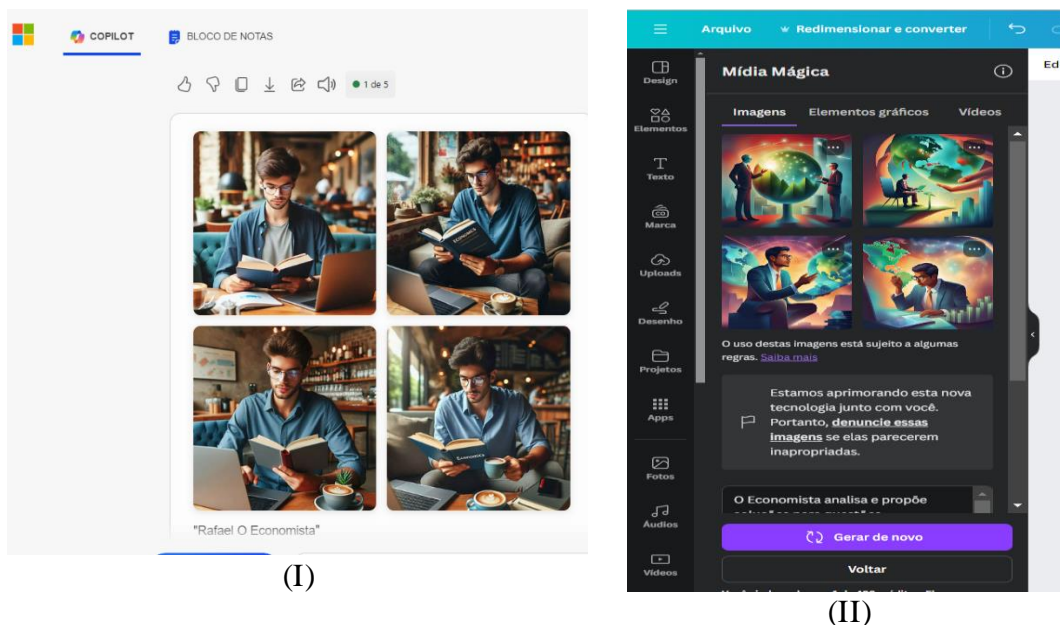 COPILOT
BLOCO DE NOTAS
1 de 5
ECONOMICS
Economica
"Rafael O Economista"
(I)
Arquivo
Redimensionar e converter
Ed
Design
Elementos
Texto
Marca
Uploads
Desenho
Projetos
Apps
Fotos
Áudios
Vídeos
Mídia Mágica
Imagens Elementos gráficos Vídeos
O uso destas imagens está sujeito a algumas
regras. Saiba mais
Estamos aprimorando esta nova
tecnologia junto com você.
Portanto, denuncie essas
imagens se elas parecerem
inapropriadas.
O Economista analisa e propõe
Gerar de novo
Voltar
(II)